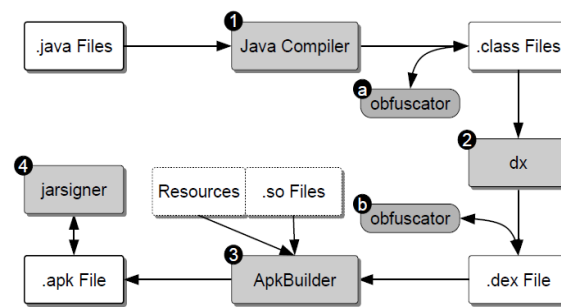 1
.java Files
Java Compiler
.class Files
a
obfuscator
2
dx
4
jarsigner
Resources
.so Files
b
obfuscator
3
.apk File
ApkBuilder
.dex File